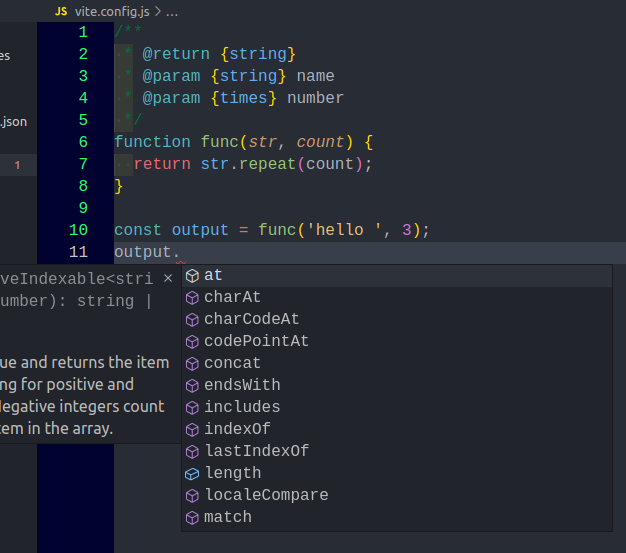 JS vite.config.js > ...
es
.json
1
1 /**
2 * @return {string}
3 * @param {string} name
4 * @param {times} number
5 */
6 function func(str, count) {
7 return str.repeat(count);
8 }
9
10 const output = func('hello ', 3);
11 output.
veIndexable<stri ×
umber): string |
ue and returns the item
ng for positive and
legative integers count
tem in the array.
at
charAt
charCodeAt
codePointAt
concat
endsWith
includes
indexOf
lastIndexOf
length
localeCompare
match